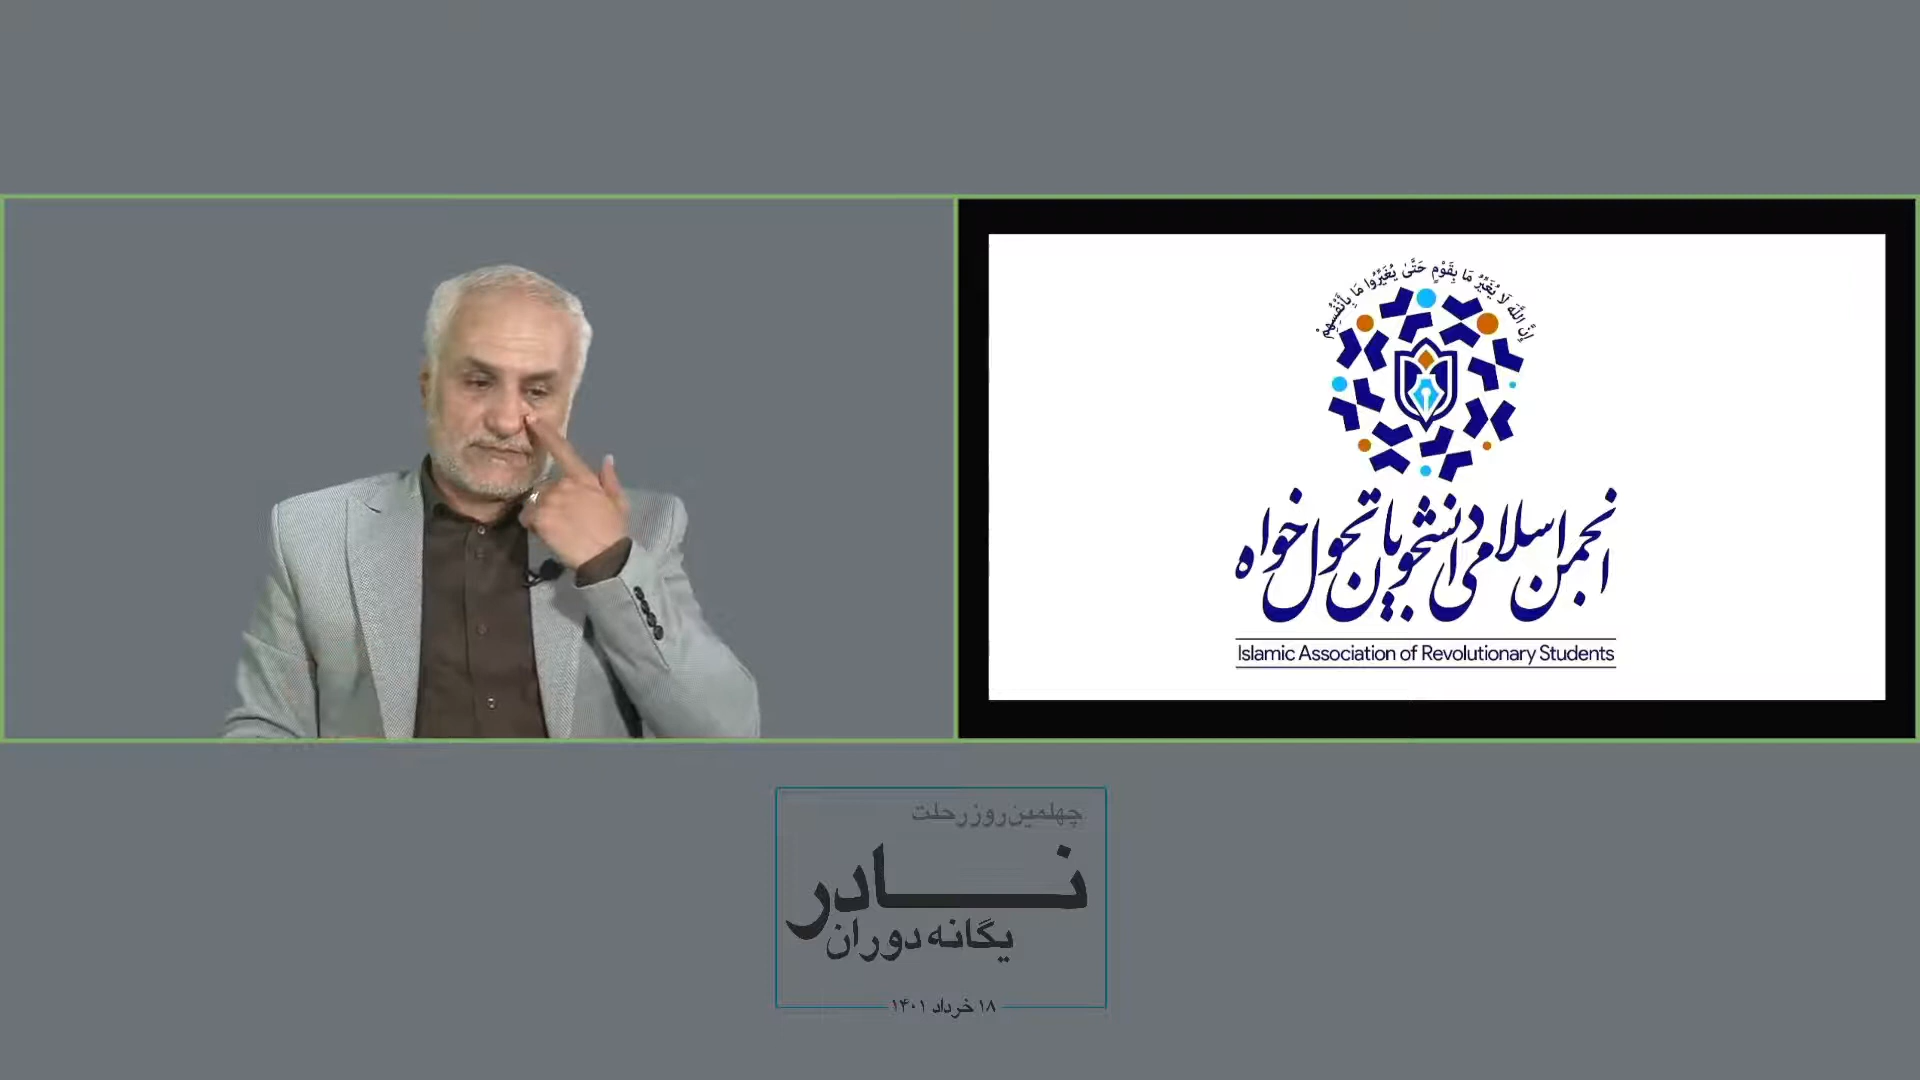 إِنَّ اللَّهَ لَا يُغَيِّرُ مَا بِقَوْمٍ حَتَّىٰ يُغَيِّرُوا مَا بِأَنْفُسِهِمْ
انجمن اسلامی دانشجویان تحول خواه
Islamic Association of Revolutionary Students
چهلمین روز رحلت
نـــادر
یگانه دوران
۱۸ خرداد ۱۴۰۱